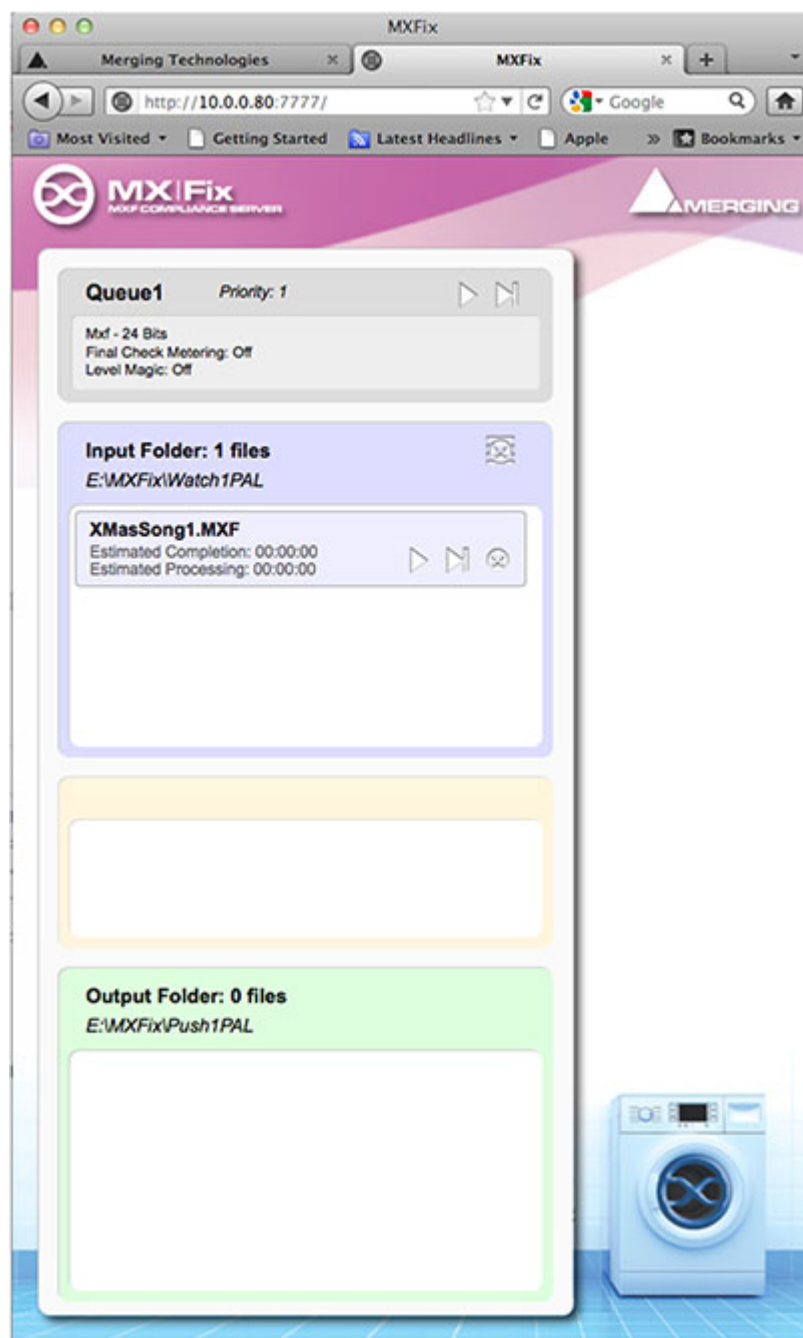 MXFix
Merging Technologies
MXFix
http://10.0.0.80:7777/
Google
Most Visited
Getting Started
Latest Headlines
Apple
Bookmarks
MX|Fix
MXF COMPLIANCE SERVER
MERGING
Queue1 Priority: 1
Mxf - 24 Bits
Final Check Metering: Off
Level Magic: Off
Input Folder: 1 files
E:\MXFix\Watch1PAL
XMasSong1.MXF
Estimated Completion: 00:00:00
Estimated Processing: 00:00:00
Output Folder: 0 files
E:\MXFix\Push1PAL